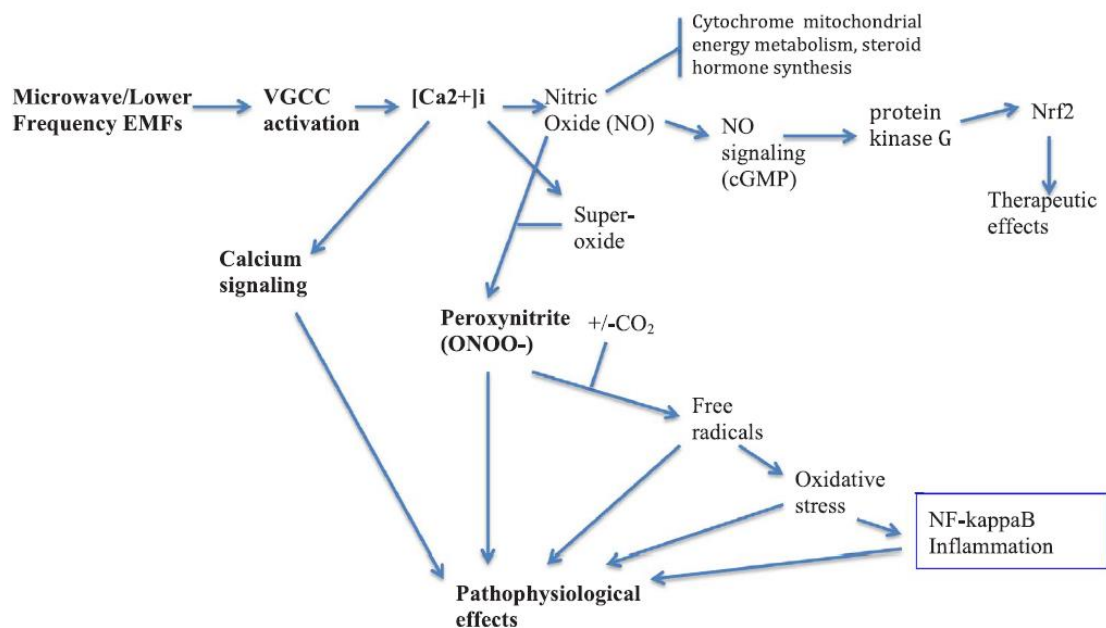 Cytochrome mitochondrial
energy metabolism, steroid
hormone synthesis
Microwave/Lower
Frequency EMFs
VGCC
activation
[Ca2+]i
Nitric
Oxide (NO)
NO
signaling
(cGMP)
protein
kinase G
Nrf2
Therapeutic
effects
Super-
oxide
Calcium
signaling
Peroxynitrite
(ONOO-)
+/-CO₂
Free
radicals
Oxidative
stress
NF-kappaB
Inflammation
Pathophysiological
effects